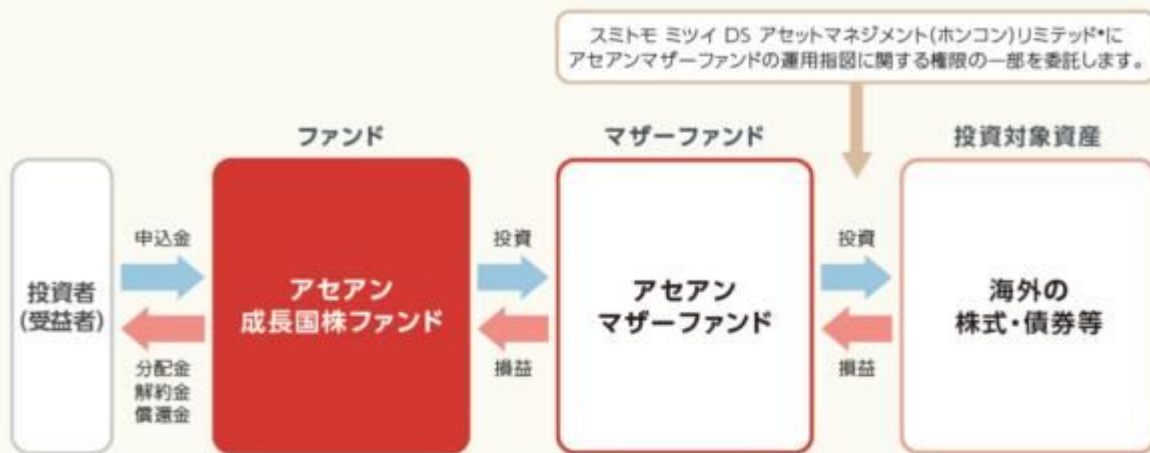 スミトモ ミツイ DS アセットマネジメント(ホンコン)リミテッド*に
アセアンマザーファンドの運用指図に関する権限の一部を委託します。
ファンド
マザーファンド
投資対象資産
投資者
(受益者)
申込金
分配金
解約金
償還金
アセアン
成長国株ファンド
投資
損益
アセアン
マザーファンド
投資
損益
海外の
株式・債券等